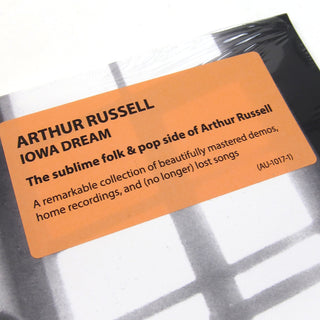 ARTHUR RUSSELL
IOWA DREAM
The sublime folk & pop side of Arthur Russell
A remarkable collection of beautifully mastered demos,
home recordings, and (no longer) lost songs
(AU-1017-1)